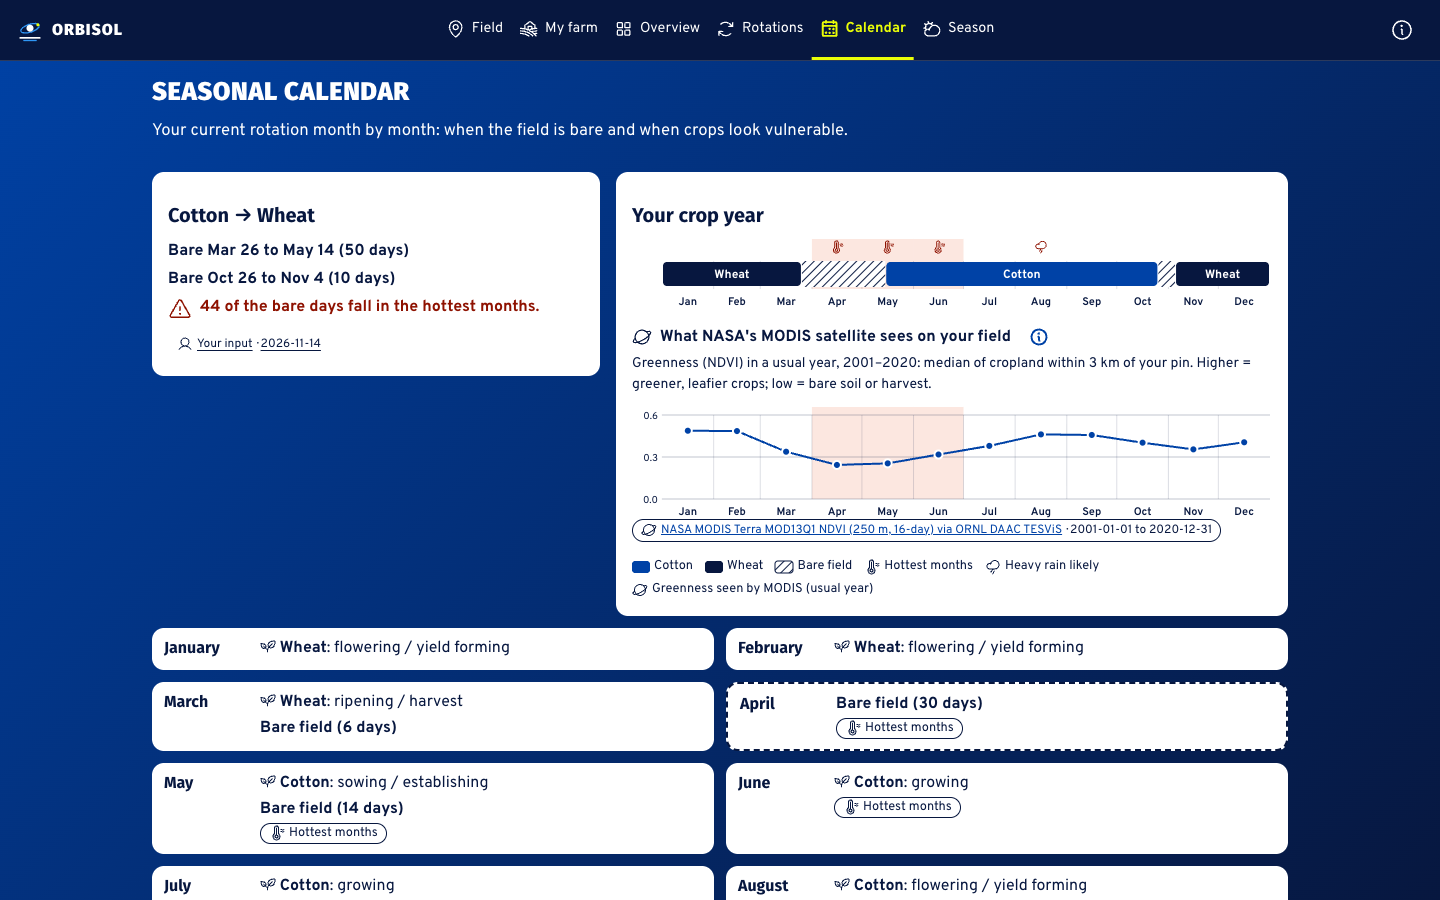 ORBISOL
Field
My farm
Overview
Rotations
Calendar
Season
SEASONAL CALENDAR
Your current rotation month by month: when the field is bare and when crops look vulnerable.
Cotton → Wheat
Bare Mar 26 to May 14 (50 days)
Bare Oct 26 to Nov 4 (10 days)
44 of the bare days fall in the hottest months.
Your input · 2026-11-14
Your crop year
Wheat Cotton Wheat
Jan Feb Mar Apr May Jun Jul Aug Sep Oct Nov Dec
What NASA's MODIS satellite sees on your field
Greenness (NDVI) in a usual year, 2001–2020: median of cropland within 3 km of your pin. Higher =
greener, leafier crops; low = bare soil or harvest.
0.6
0.3
0.0
Jan Feb Mar Apr May Jun Jul Aug Sep Oct Nov Dec
NASA MODIS Terra MOD13Q1 NDVI (250 m, 16-day) via ORNL DAAC TESViS · 2001-01-01 to 2020-12-31
Cotton Wheat Bare field Hottest months Heavy rain likely
Greenness seen by MODIS (usual year)
January
Wheat: flowering / yield forming
February
Wheat: flowering / yield forming
March
Wheat: ripening / harvest
Bare field (6 days)
April
Bare field (30 days)
Hottest months
May
Cotton: sowing / establishing
Bare field (14 days)
Hottest months
June
Cotton: growing
Hottest months
July
Cotton: growing
August
Cotton: flowering / yield forming